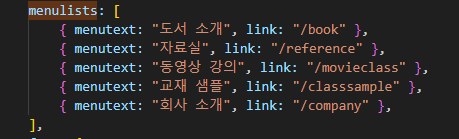 menulists: [
{ menutext: "도서 소개", link: "/book" },
{ menutext: "자료실", link: "/reference" },
{ menutext: "동영상 강의", link: "/movieclass" },
{ menutext: "교재 샘플", link: "/classsample" },
{ menutext: "회사 소개", link: "/company" },
],